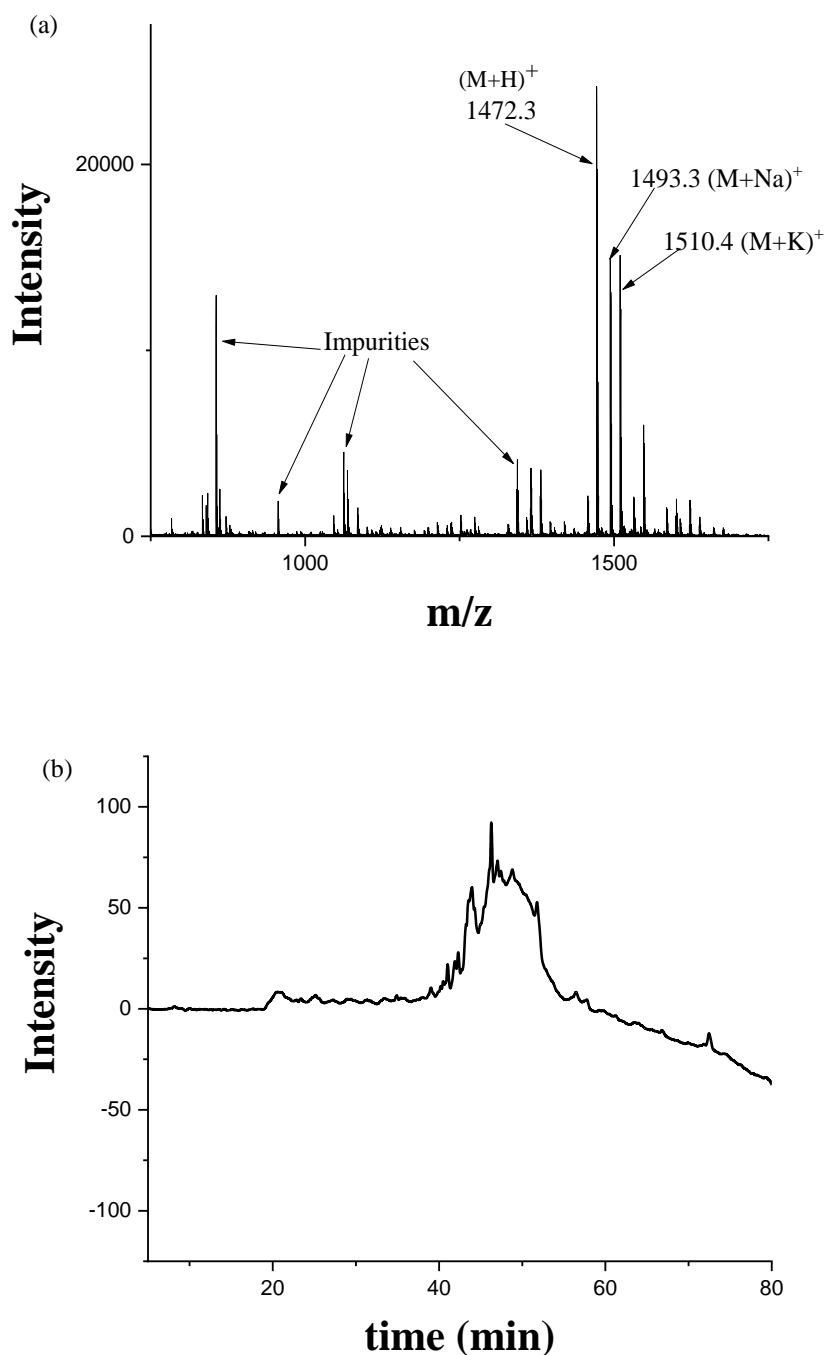 (a)
(M+H)+
1472.3
20000
1493.3 (M+Na)+
1510.4 (M+K)+
Intensity
Impurities
0
1000
1500
m/z
(b)
100
50
0
-50
-100
Intensity
20
40
60
80
time (min)